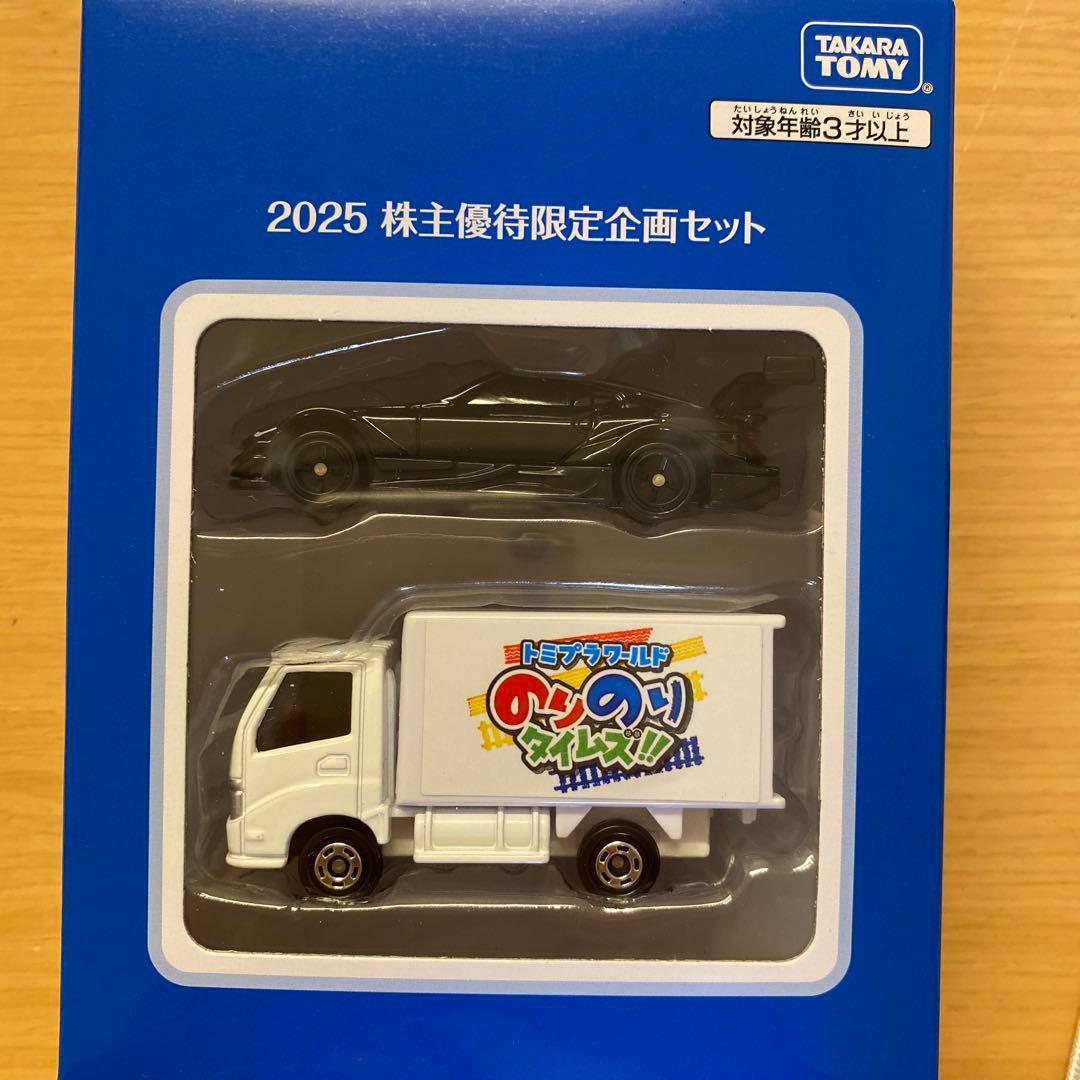 TAKARA
TOMY
®
たいしょうねんれい さい いじょう
対象年齢3才以上
2025 株主優待限定企画セット
トミプラワールド
のりのり
タイムズ!!